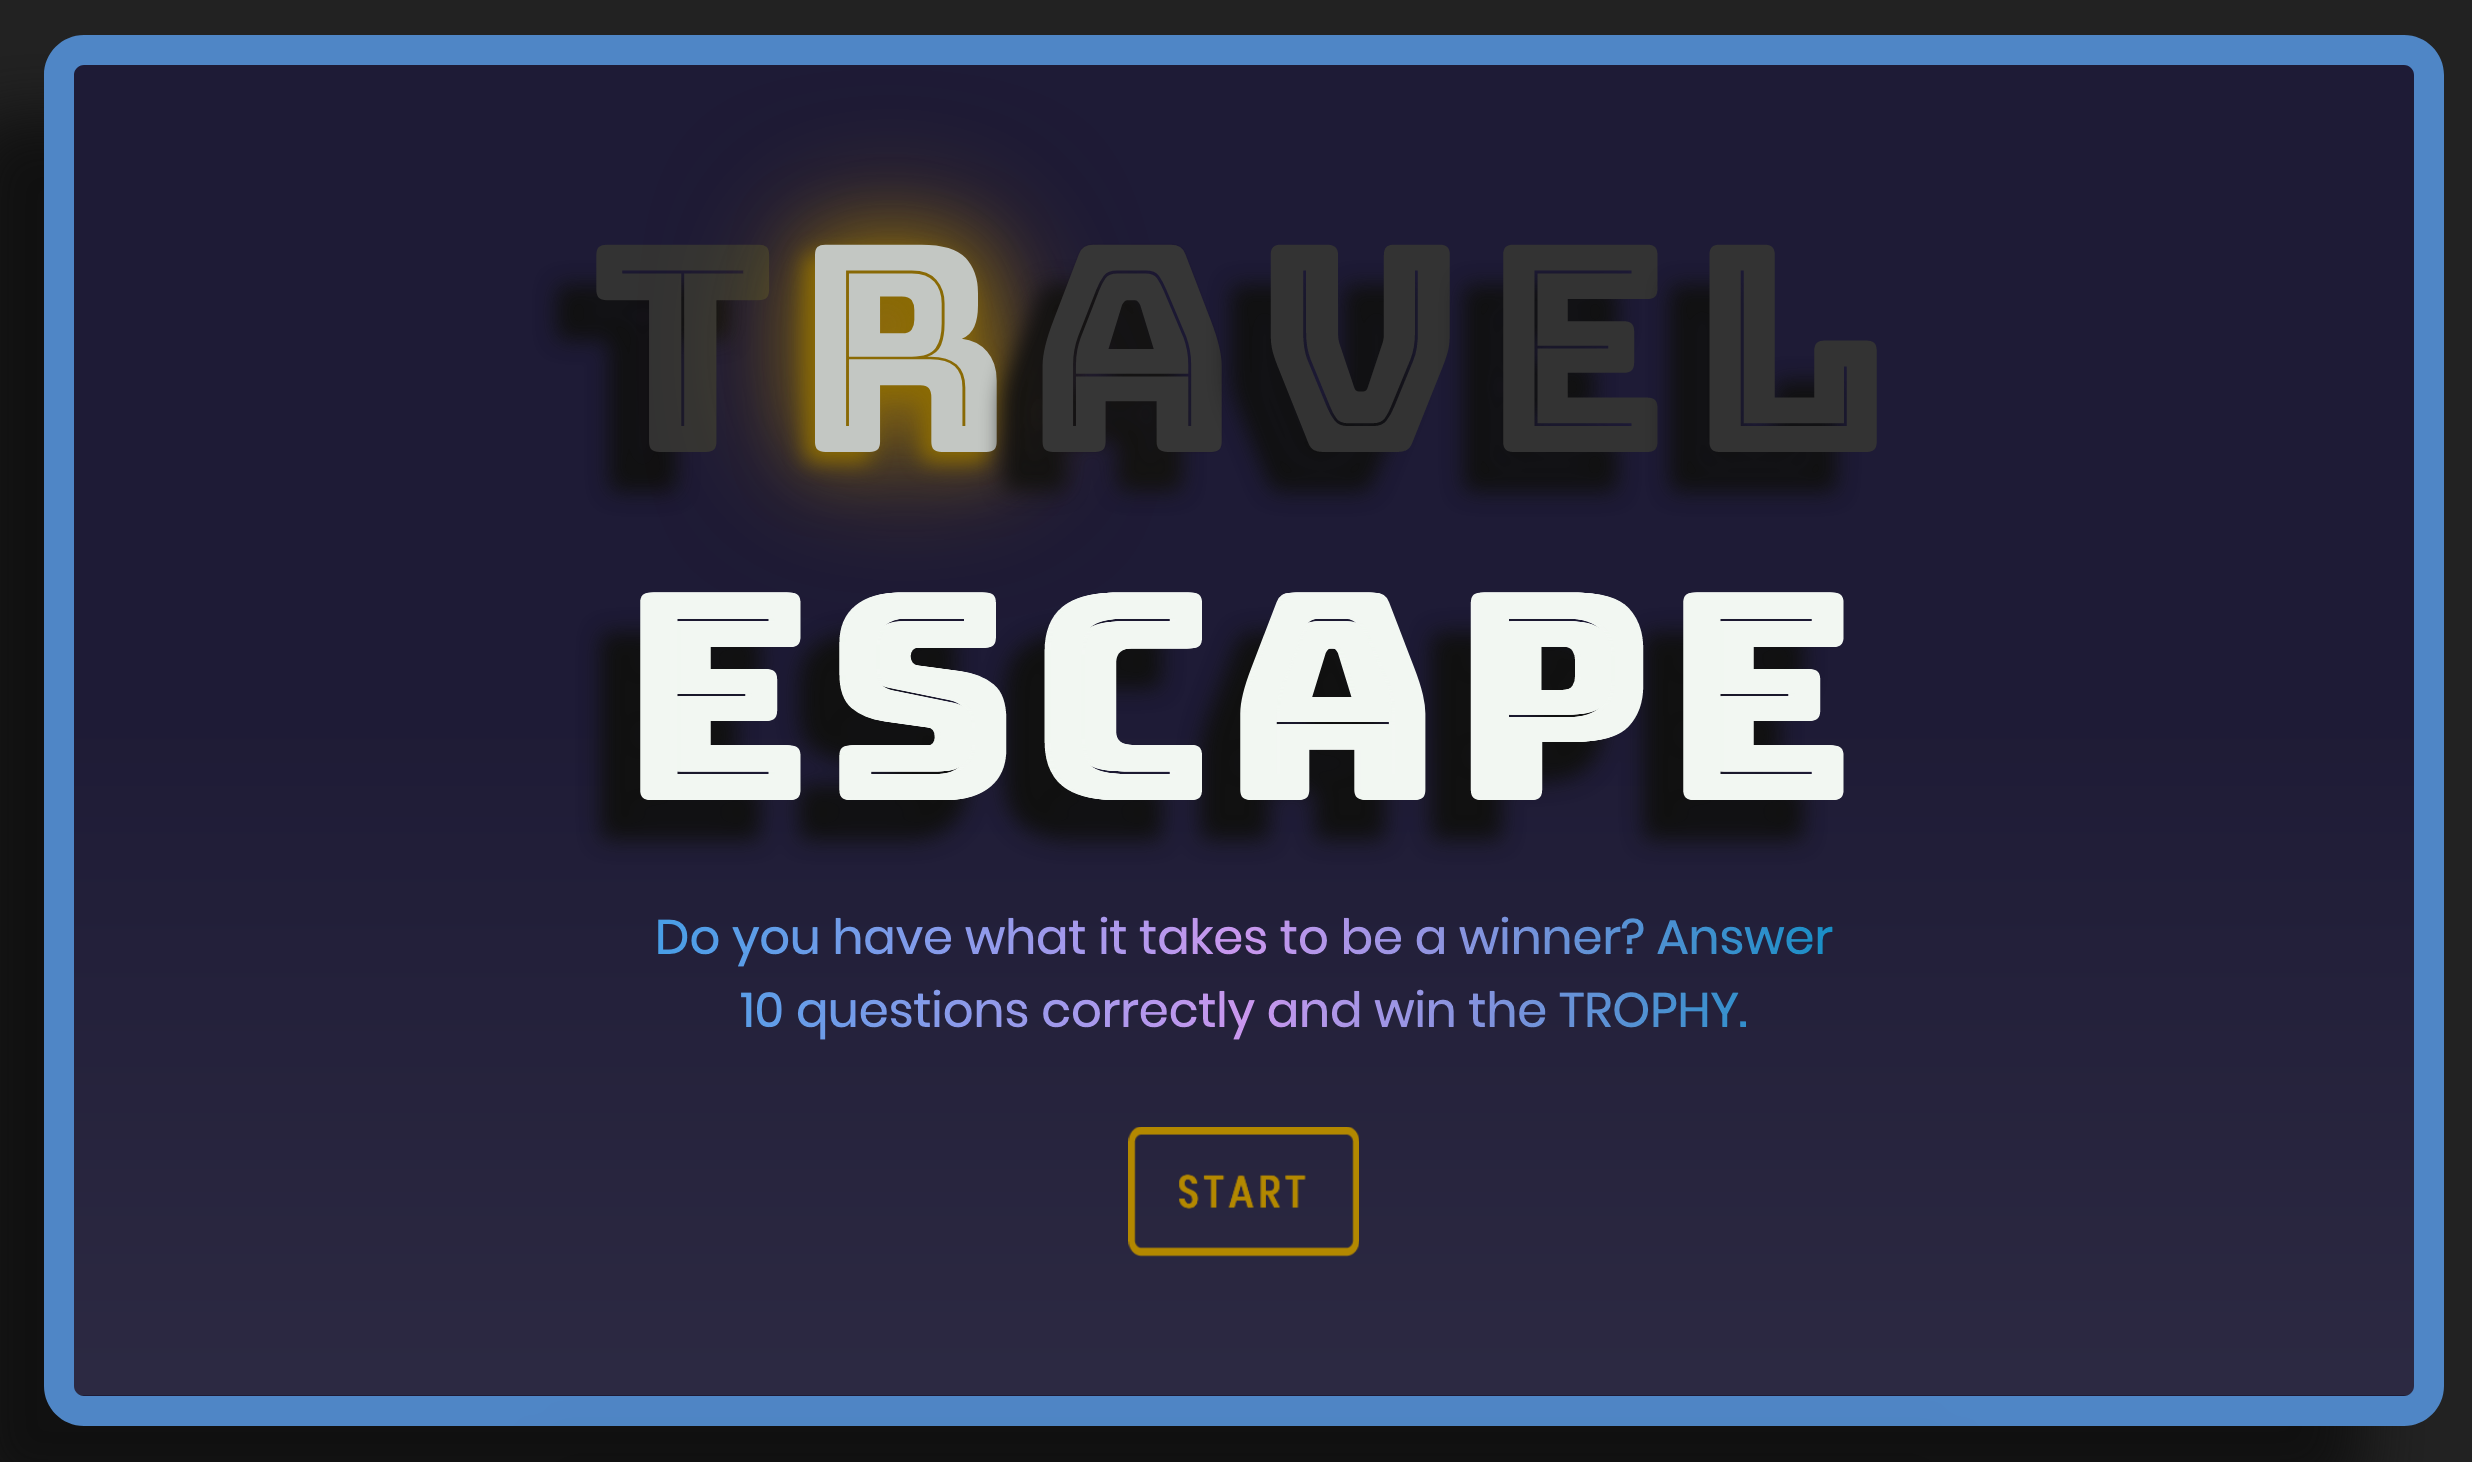 TRAVEL
ESCAPE
Do you have what it takes to be a winner? Answer
10 questions correctly and win the TROPHY.
START